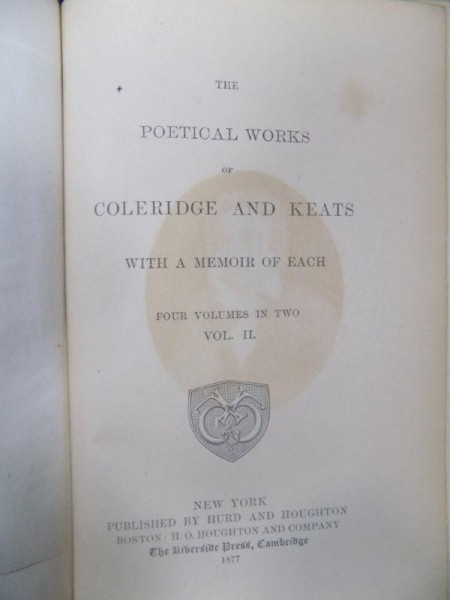 THE
POETICAL WORKS
OF
COLERIDGE AND KEATS
WITH A MEMOIR OF EACH
FOUR VOLUMES IN TWO
VOL. II.
NEW YORK
PUBLISHED BY HURD AND HOUGHTON
BOSTON: H. O. HOUGHTON AND COMPANY
The Riverside Press, Cambridge
1877